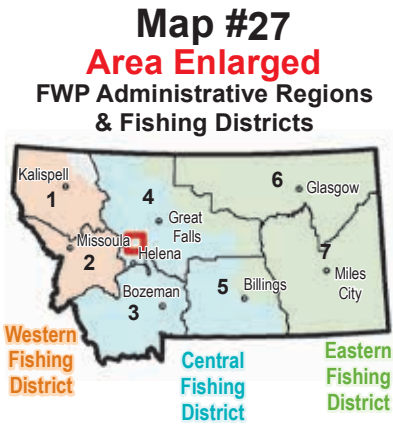 Map #27
Area Enlarged
FWP Administrative Regions
& Fishing Districts
Kalispell
1
4
6
Glasgow
Great
Falls
Missoula
2
Helena
7
Miles
City
5
Billings
Bozeman
3
Western
Fishing
District
Central
Fishing
District
Eastern
Fishing
District